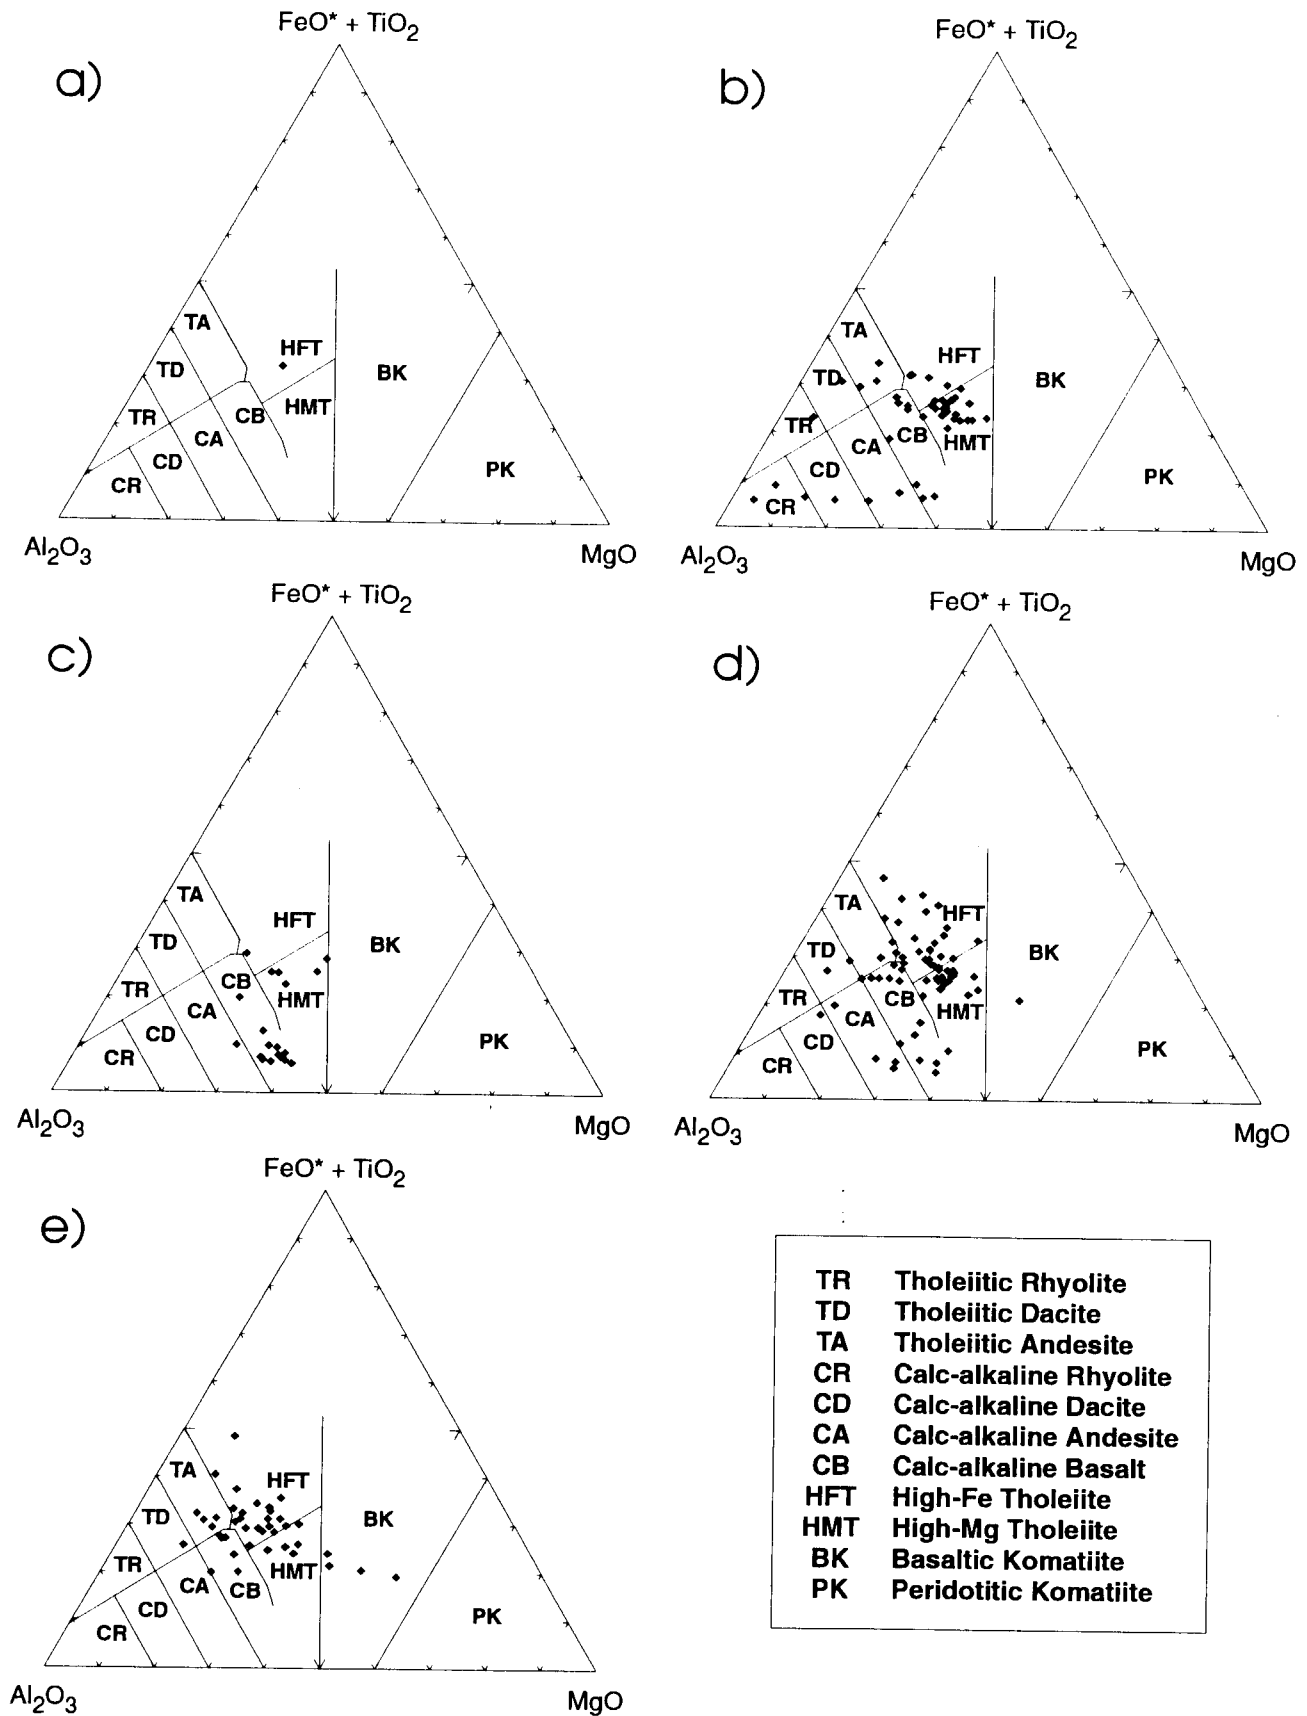 FeO* + TiO2
a)
TA
HFT
TD
BK
HMT
TR
CB
CA
CD
PK
CR
Al2O3
MgO
FeO* + TiO2
b)
TA
HFT
BK
TD
TR
CB
HMT
CA
CD
PK
CR
Al2O3
MgO
FeO* + TiO2
c)
TA
HFT
TD
BK
CB
TR
HMT
CA
CD
PK
CR
Al2O3
MgO
FeO* + TiO2
d)
TA
HFT
TD
BK
TR
CB
HMT
CA
CD
PK
CR
Al2O3
MgO
FeO* + TiO2
e)
TA
HFT
TD
BK
TR
HMT
CA
CB
CD
PK
CR
Al2O3
MgO
TR Tholeiitic Rhyolite
TD Tholeiitic Dacite
TA Tholeiitic Andesite
CR Calc-alkaline Rhyolite
CD Calc-alkaline Dacite
CA Calc-alkaline Andesite
CB Calc-alkaline Basalt
HFT High-Fe Tholeiite
HMT High-Mg Tholeiite
BK Basaltic Komatiite
PK Peridotitic Komatiite